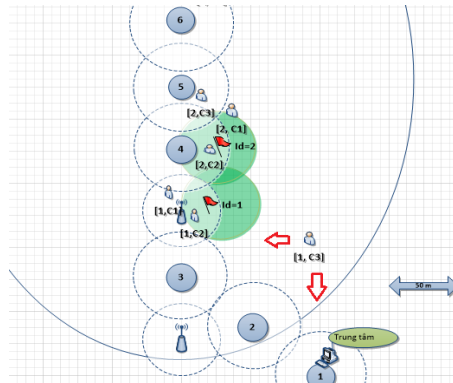 6
5
[2,C3]
[2, C1]
4
Id=2
[2,C2]
[1,C1]
Id=1
[1,C2]
[1, C3]
3
50 m
2
Trung tâm
1